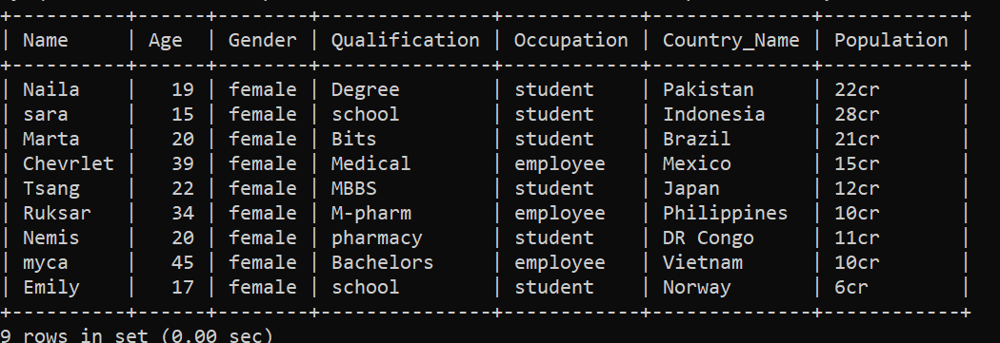 +----------+------+--------+---------------+------------+--------------+------------+
| Name     | Age  | Gender | Qualification | Occupation | Country_Name | Population |
+----------+------+--------+---------------+------------+--------------+------------+
| Naila    |   19 | female | Degree        | student    | Pakistan     | 22cr       |
| sara     |   15 | female | school        | student    | Indonesia    | 28cr       |
| Marta    |   20 | female | Bits          | student    | Brazil       | 21cr       |
| Chevrlet |   39 | female | Medical       | employee   | Mexico       | 15cr       |
| Tsang    |   22 | female | MBBS          | student    | Japan        | 12cr       |
| Ruksar   |   34 | female | M-pharm       | employee   | Philippines  | 10cr       |
| Nemis    |   20 | female | pharmacy      | student    | DR Congo     | 11cr       |
| myca     |   45 | female | Bachelors     | employee   | Vietnam      | 10cr       |
| Emily    |   17 | female | school        | student    | Norway       | 6cr        |
+----------+------+--------+---------------+------------+--------------+------------+
9 rows in set (0.00 sec)